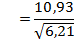 = 10,93 / √6,21